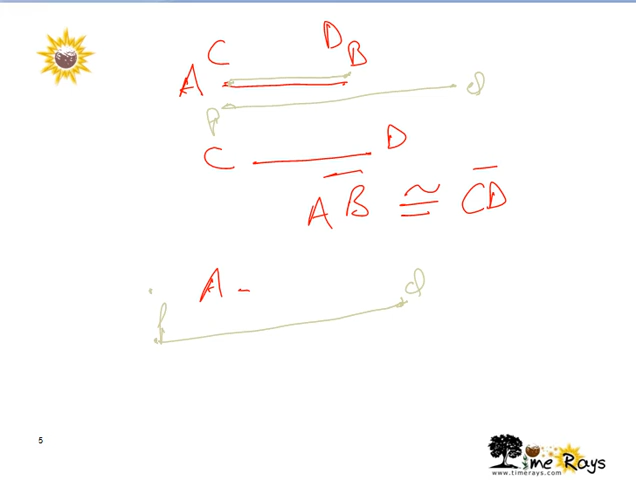 C D
A B
P
C D
AB ≅ CD
A -
5
Time Rays
www.timerays.com